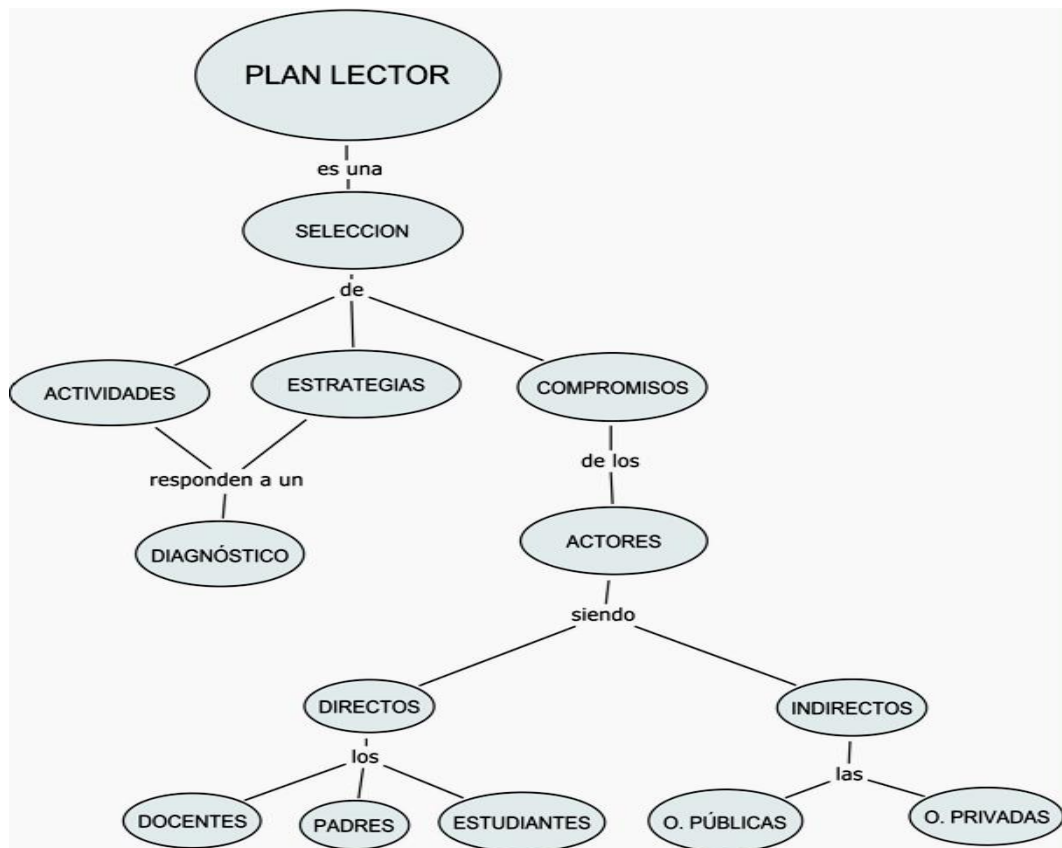 PLAN LECTOR
es una
SELECCION
de
ACTIVIDADES
ESTRATEGIAS
COMPROMISOS
responden a un
de los
DIAGNÓSTICO
ACTORES
siendo
DIRECTOS
INDIRECTOS
los
las
DOCENTES
PADRES
ESTUDIANTES
O. PÚBLICAS
O. PRIVADAS